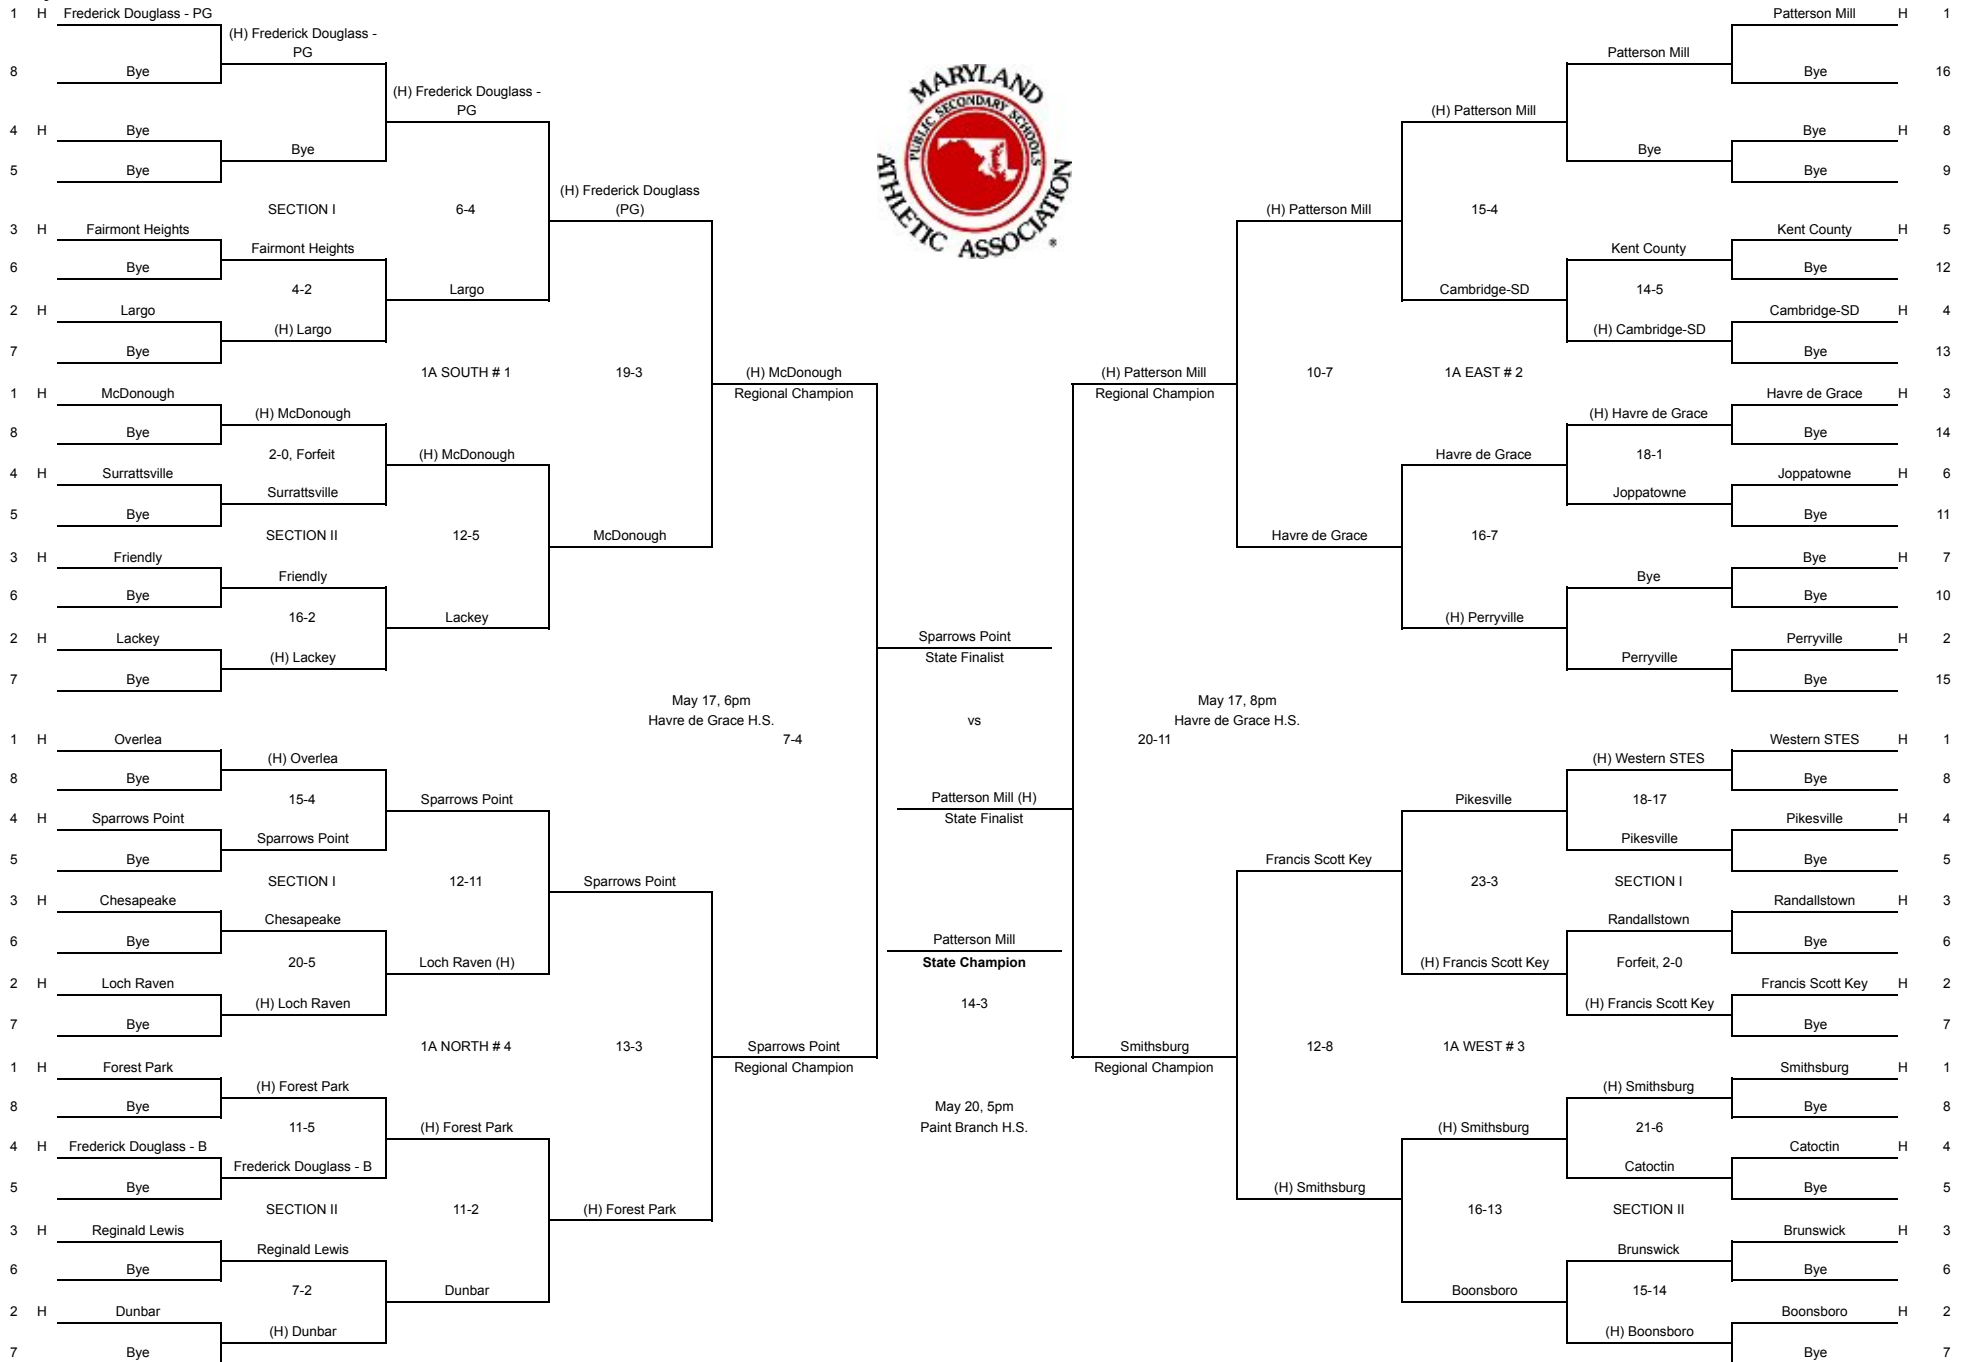 1 H Frederick Douglass - PG
(H) Frederick Douglass -
PG
8 Bye
(H) Frederick Douglass -
PG
4 H Bye
Bye
5 Bye
(H) Frederick Douglass
(PG)
SECTION I
6-4
3 H Fairmont Heights
Fairmont Heights
6 Bye
4-2
Largo
2 H Largo
(H) Largo
7 Bye
1A SOUTH # 1
19-3
(H) McDonough
Regional Champion
1 H McDonough
(H) McDonough
8 Bye
2-0, Forfeit
(H) McDonough
4 H Surrattsville
Surrattsville
5 Bye
SECTION II
12-5
McDonough
3 H Friendly
Friendly
6 Bye
16-2
Lackey
2 H Lackey
(H) Lackey
7 Bye
May 17, 6pm
Havre de Grace H.S.
7-4
1 H Overlea
(H) Overlea
8 Bye
15-4
Sparrows Point
4 H Sparrows Point
Sparrows Point
5 Bye
SECTION I
12-11
Sparrows Point
3 H Chesapeake
Chesapeake
6 Bye
20-5
Loch Raven (H)
2 H Loch Raven
(H) Loch Raven
7 Bye
1A NORTH # 4
13-3
Sparrows Point
Regional Champion
1 H Forest Park
(H) Forest Park
8 Bye
11-5
(H) Forest Park
4 H Frederick Douglass - B
Frederick Douglass - B
5 Bye
SECTION II
11-2
(H) Forest Park
3 H Reginald Lewis
Reginald Lewis
6 Bye
7-2
Dunbar
2 H Dunbar
(H) Dunbar
7 Bye
MARYLAND
PUBLIC SECONDARY SCHOOLS
ATHLETIC ASSOCIATION
®
Sparrows Point
State Finalist
vs
Patterson Mill (H)
State Finalist
Patterson Mill
State Champion
14-3
May 20, 5pm
Paint Branch H.S.
Patterson Mill H 1
Patterson Mill
Bye 16
(H) Patterson Mill
Bye H 8
Bye
Bye 9
(H) Patterson Mill
15-4
Kent County H 5
Kent County
Bye 12
Cambridge-SD
14-5
Cambridge-SD H 4
(H) Cambridge-SD
Bye 13
(H) Patterson Mill
Regional Champion
10-7
1A EAST # 2
Havre de Grace H 3
(H) Havre de Grace
Bye 14
Havre de Grace
18-1
Joppatowne H 6
Joppatowne
Bye 11
Havre de Grace
16-7
Bye H 7
Bye
Bye 10
(H) Perryville
Perryville H 2
Perryville
Bye 15
May 17, 8pm
Havre de Grace H.S.
20-11
Western STES H 1
(H) Western STES
Bye 8
Pikesville
18-17
Pikesville H 4
Pikesville
Bye 5
Francis Scott Key
23-3
SECTION I
Randallstown H 3
Randallstown
Bye 6
(H) Francis Scott Key
Forfeit, 2-0
Francis Scott Key H 2
(H) Francis Scott Key
Bye 7
Smithsburg
Regional Champion
12-8
1A WEST # 3
Smithsburg H 1
(H) Smithsburg
Bye 8
(H) Smithsburg
21-6
Catoctin H 4
Catoctin
Bye 5
(H) Smithsburg
16-13
SECTION II
Brunswick H 3
Brunswick
Bye 6
Boonsboro
15-14
Boonsboro H 2
(H) Boonsboro
Bye 7